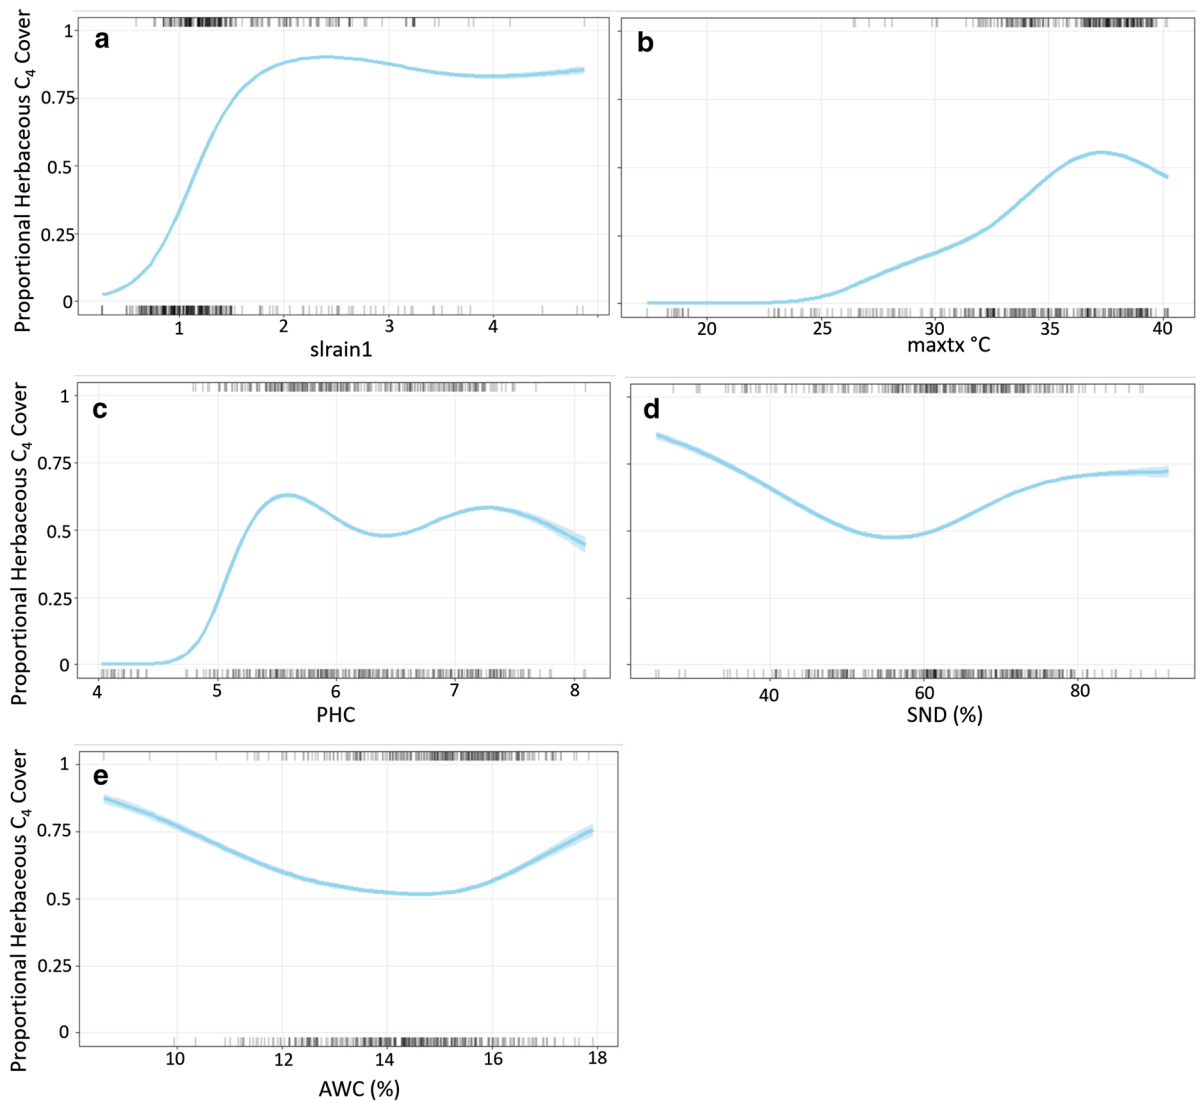 a
Proportional Herbaceous C4 Cover
1
0.75
0.5
0.25
0
1 2 3 4
slrain1
b
20 25 30 35 40
maxtx °C
c
Proportional Herbaceous C4 Cover
1
0.75
0.5
0.25
0
4 5 6 7 8
PHC
d
40 60 80
SND (%)
e
Proportional Herbaceous C4 Cover
1
0.75
0.5
0.25
0
10 12 14 16 18
AWC (%)